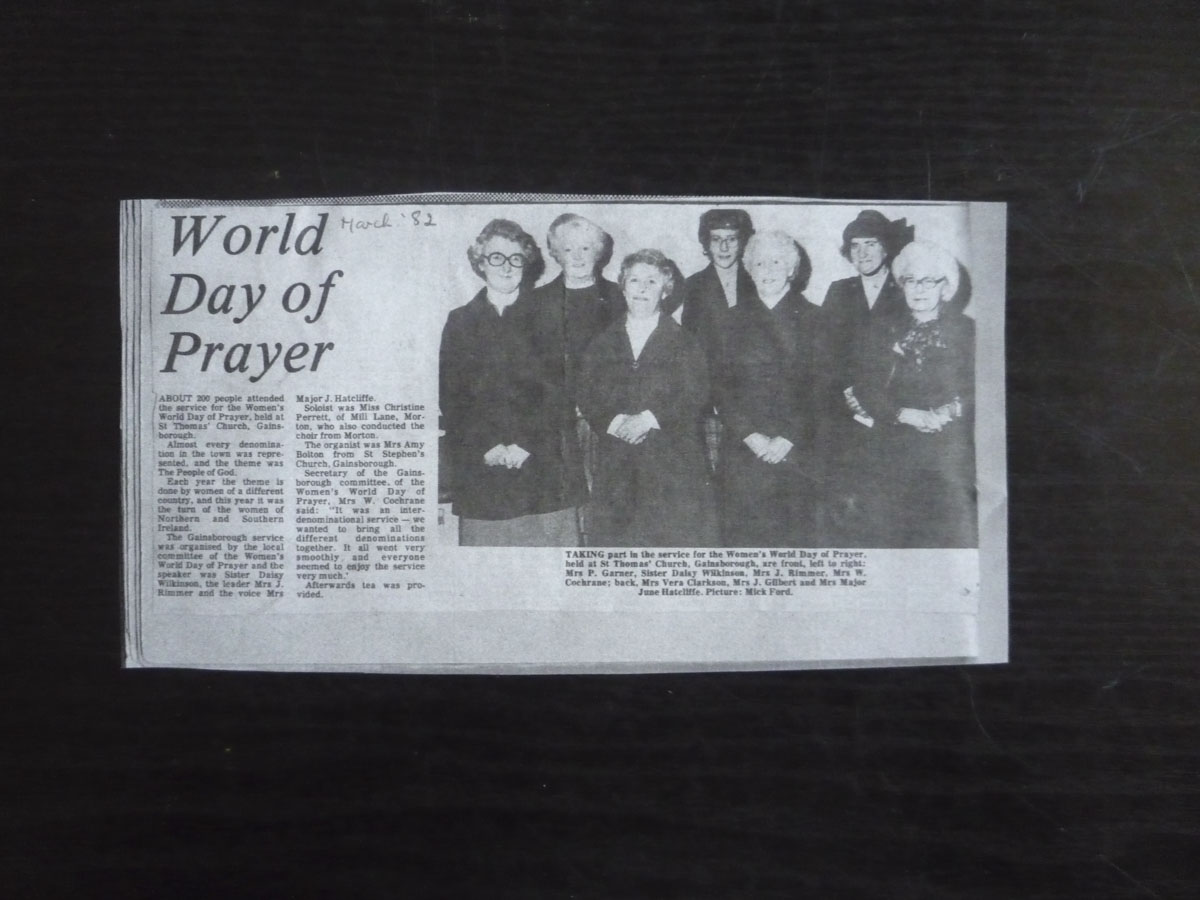 World
Day of
Prayer
March '82
ABOUT 200 people attended
the service for the Women's
World Day of Prayer, held at
St Thomas' Church, Gains-
borough.
Almost every denomina-
tion in the town was repre-
sented, and the theme was
The People of God.
Each year the theme is
done by women of a different
country, and this year it was
the turn of the women of
Northern and Southern
Ireland.
The Gainsborough service
was organised by the local
committee of the Women's
World Day of Prayer and the
speaker was Sister Daisy
Wilkinson, the leader Mrs J.
Rimmer and the voice Mrs
Major J. Hatcliffe.
Soloist was Miss Christine
Perrett, of Mill Lane, Mor-
ton, who also conducted the
choir from Morton.
The organist was Mrs Amy
Bolton from St Stephen's
Church, Gainsborough.
Secretary of the Gains-
borough committee, of the
Women's World Day of
Prayer, Mrs W. Cochrane
said: "It was an inter-
denominational service — we
wanted to bring all the
different denominations
together. It all went very
smoothly and everyone
seemed to enjoy the service
very much.'
Afterwards tea was pro-
vided.
TAKING part in the service for the Women's World Day of Prayer,
held at St Thomas' Church, Gainsborough, are front, left to right:
Mrs P. Garner, Sister Daisy Wilkinson, Mrs J. Rimmer, Mrs W.
Cochrane; back, Mrs Vera Clarkson, Mrs J. Gilbert and Mrs Major
June Hatcliffe. Picture: Mick Ford.